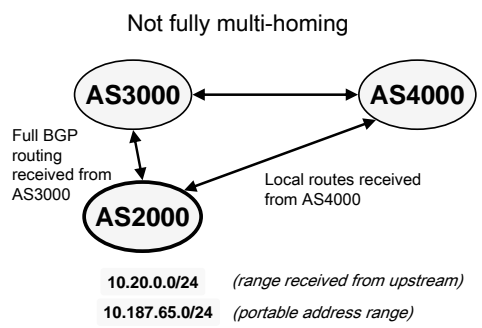 Not fully multi-homing
AS3000
AS4000
Full BGP
routing
received from
AS3000
Local routes received
from AS4000
AS2000
10.20.0.0/24 (range received from upstream)
10.187.65.0/24 (portable address range)